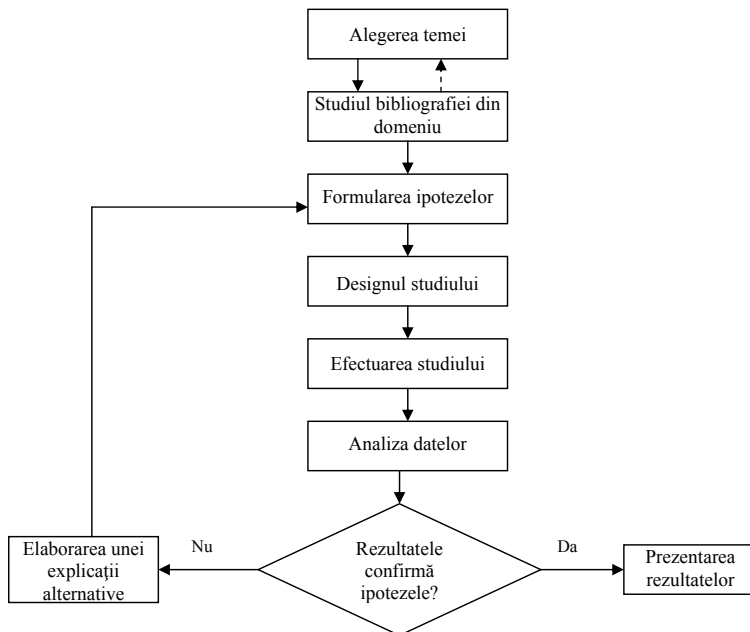 Alegerea temei
Studiul bibliografiei din
domeniu
Formularea ipotezelor
Designul studiului
Efectuarea studiului
Analiza datelor
Rezultatele
confirmă
ipotezele?
Nu
Elaborarea unei
explicaţii
alternative
Da
Prezentarea
rezultatelor